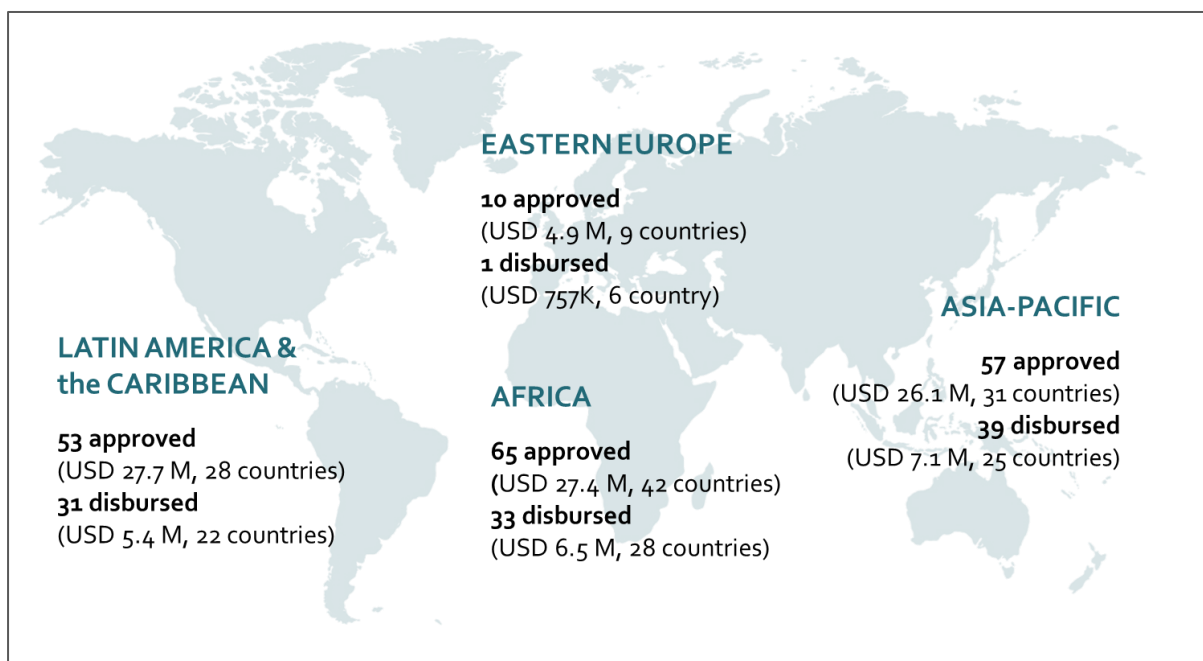 EASTERN EUROPE
10 approved
(USD 4.9 M, 9 countries)
1 disbursed
(USD 757K, 6 country)
ASIA-PACIFIC
57 approved
(USD 26.1 M, 31 countries)
39 disbursed
(USD 7.1 M, 25 countries)
LATIN AMERICA &
the CARIBBEAN
53 approved
(USD 27.7 M, 28 countries)
31 disbursed
(USD 5.4 M, 22 countries)
AFRICA
65 approved
(USD 27.4 M, 42 countries)
33 disbursed
(USD 6.5 M, 28 countries)